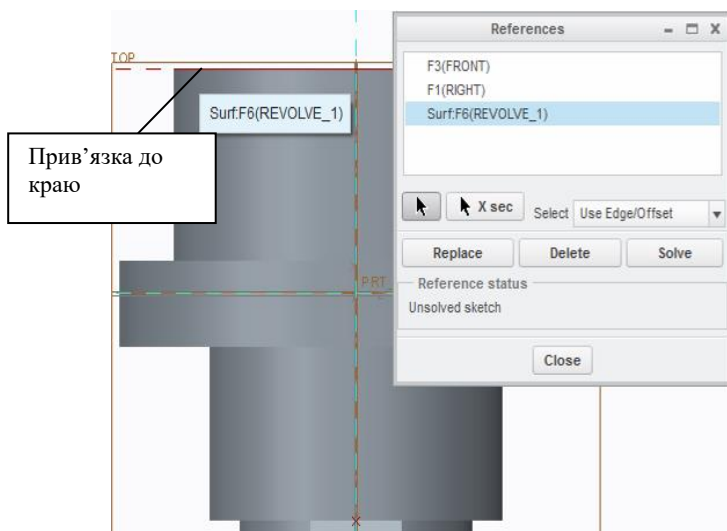 TOP
Surf:F6(REVOLVE_1)
Прив’язка до
краю
PRT
References
F3(FRONT)
F1(RIGHT)
Surf:F6(REVOLVE_1)
X sec
Select
Use Edge/Offset
Replace
Delete
Solve
Reference status
Unsolved sketch
Close